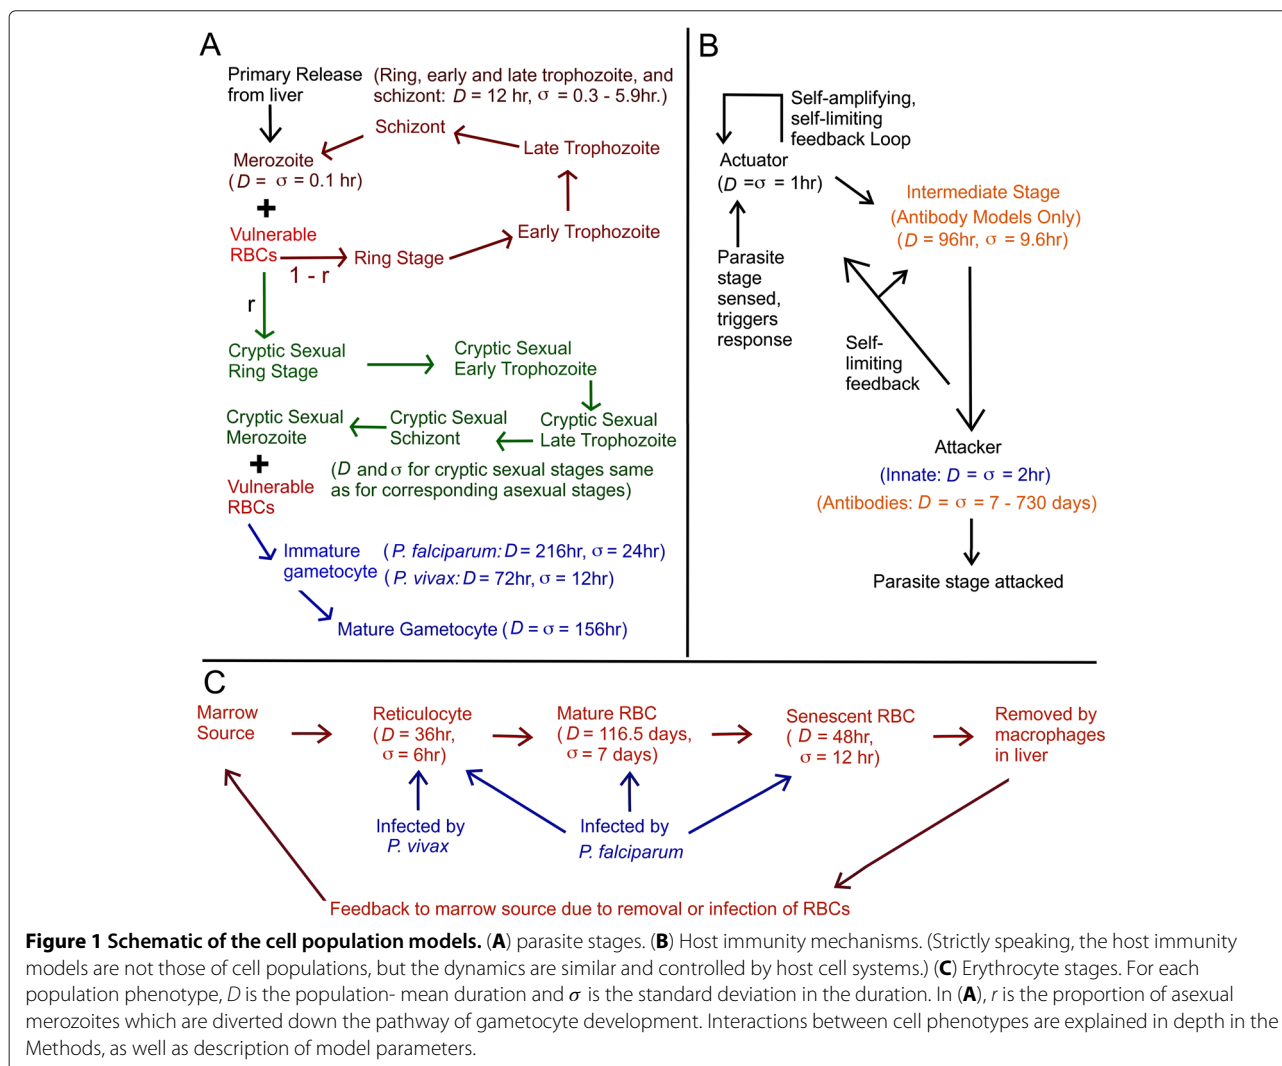 A
Primary Release
from liver
(Ring, early and late trophozoite, and
schizont: D = 12 hr, σ = 0.3 - 5.9hr.)
Schizont
Late Trophozoite
Merozoite
(D = σ = 0.1 hr)
+
Vulnerable
RBCs
1 - r
Ring Stage
Early Trophozoite
r
Cryptic Sexual
Ring Stage
Cryptic Sexual
Early Trophozoite
Cryptic Sexual
Merozoite
Cryptic Sexual
Schizont
Cryptic Sexual
Late Trophozoite
+
Vulnerable
RBCs
(D and σ for cryptic sexual stages same
as for corresponding asexual stages)
Immature
gametocyte
(P. falciparum: D = 216hr, σ = 24hr)
(P. vivax: D = 72hr, σ = 12hr)
Mature Gametocyte (D = σ = 156hr)
B
Self-amplifying,
self-limiting
feedback Loop
Actuator
(D =σ = 1hr)
Intermediate Stage
(Antibody Models Only)
(D = 96hr, σ = 9.6hr)
Parasite
stage
sensed,
triggers
response
Self-
limiting
feedback
Attacker
(Innate: D = σ = 2hr)
(Antibodies: D = σ = 7 - 730 days)
Parasite stage attacked
C
Marrow
Source
Reticulocyte
(D = 36hr,
σ = 6hr)
Mature RBC
(D = 116.5 days,
σ = 7 days)
Senescent RBC
( D = 48hr,
σ = 12 hr)
Removed by
macrophages
in liver
Infected by
P. vivax
Infected by
P. falciparum
Feedback to marrow source due to removal or infection of RBCs
Figure 1 Schematic of the cell population models. (A) parasite stages. (B) Host immunity mechanisms. (Strictly speaking, the host immunity
models are not those of cell populations, but the dynamics are similar and controlled by host cell systems.) (C) Erythrocyte stages. For each
population phenotype, D is the population- mean duration and σ is the standard deviation in the duration. In (A), r is the proportion of asexual
merozoites which are diverted down the pathway of gametocyte development. Interactions between cell phenotypes are explained in depth in the
Methods, as well as description of model parameters.